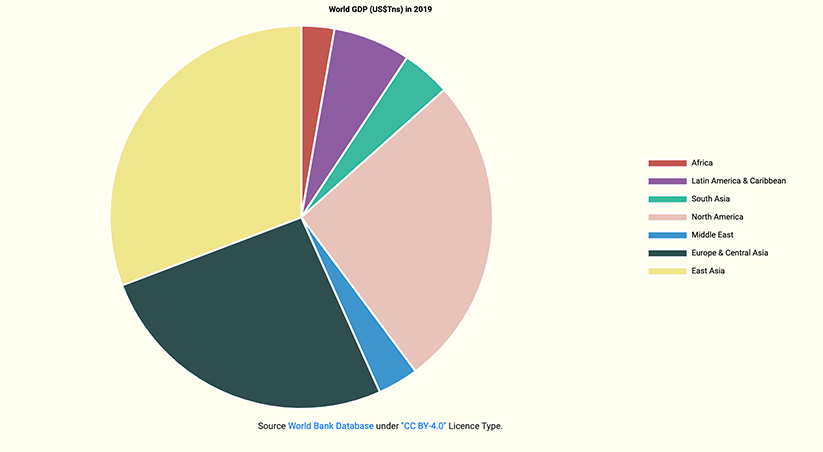 World GDP (US$Tns) in 2019
Africa
Latin America & Caribbean
South Asia
North America
Middle East
Europe & Central Asia
East Asia
Source World Bank Database under "CC BY-4.0" Licence Type.